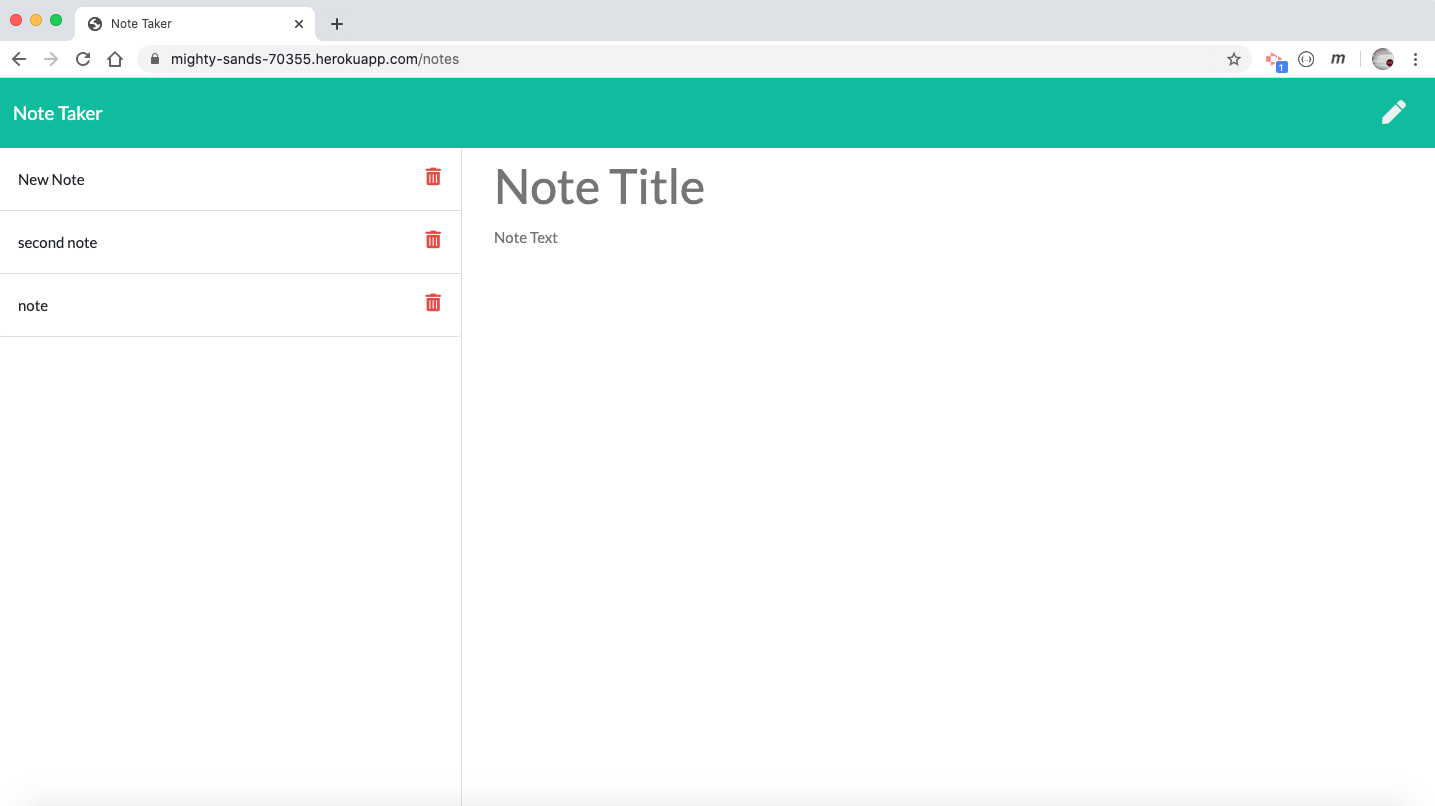 Note Taker
mighty-sands-70355.herokuapp.com/notes
1
m
Note Taker
New Note
second note
note
Note Title
Note Text